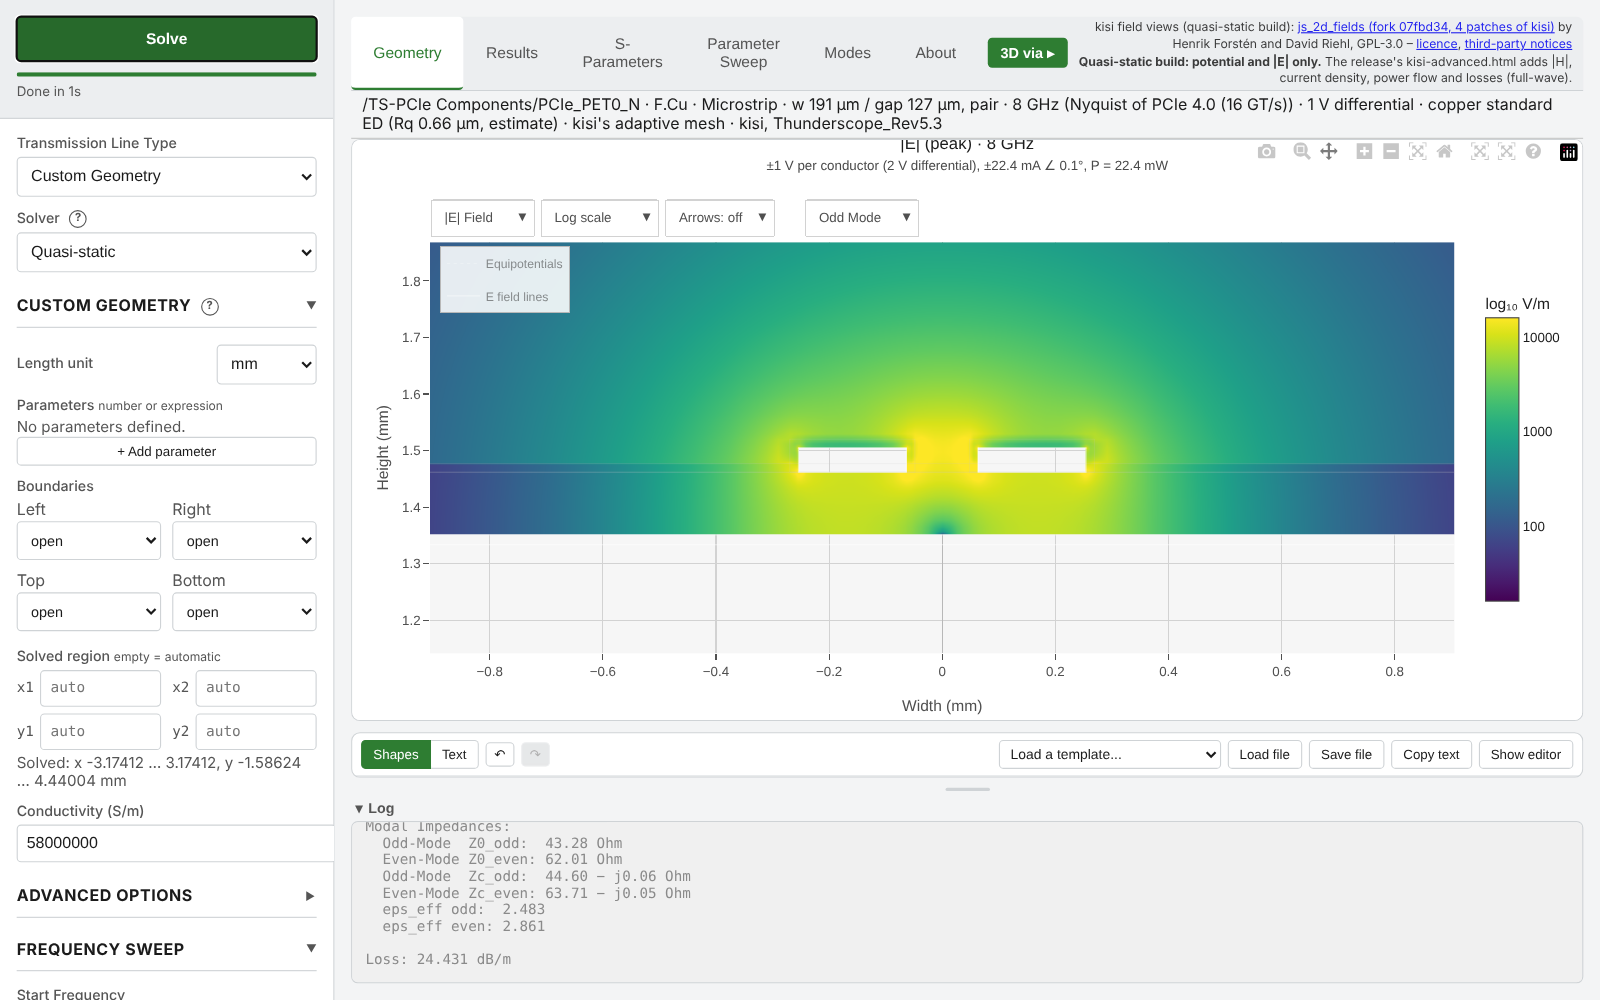 Solve
Done in 1s
Transmission Line Type
Custom Geometry
Solver ?
Quasi-static
CUSTOM GEOMETRY ? ▼
Length unit mm
Parameters number or expression
No parameters defined.
+ Add parameter
Boundaries
Left Right
open open
Top Bottom
open open
Solved region empty = automatic
x1 auto x2 auto
y1 auto y2 auto
Solved: x -3.17412 ... 3.17412, y -1.58624
... 4.44004 mm
Conductivity (S/m)
58000000
ADVANCED OPTIONS ▶
FREQUENCY SWEEP ▼
Start Frequency
Geometry
Results
S-
Parameters
Parameter
Sweep
Modes
About
3D via ▸
kisi field views (quasi-static build): js_2d_fields (fork 07fbd34, 4 patches of kisi) by
Henrik Forstén and David Riehl, GPL-3.0 – licence, third-party notices
Quasi-static build: potential and |E| only. The release's kisi-advanced.html adds |H|,
current density, power flow and losses (full-wave).
/TS-PCIe Components/PCIe_PET0_N · F.Cu · Microstrip · w 191 µm / gap 127 µm, pair · 8 GHz (Nyquist of PCIe 4.0 (16 GT/s)) · 1 V differential · copper standard
ED (Rq 0.66 µm, estimate) · kisi's adaptive mesh · kisi, Thunderscope_Rev5.3
|E| (peak) · 8 GHz
±1 V per conductor (2 V differential), ±22.4 mA ∠ 0.1°, P = 22.4 mW
|E| Field ▼
Log scale ▼
Arrows: off ▼
Odd Mode ▼
Equipotentials
E field lines
Height (mm)
1.8
1.7
1.6
1.5
1.4
1.3
1.2
−0.8 −0.6 −0.4 −0.2 0 0.2 0.4 0.6 0.8
Width (mm)
log₁₀ V/m
10000
1000
100
Shapes Text ↶ ↷
Load a template...
Load file
Save file
Copy text
Show editor
▼ Log
Modal Impedances:
Odd-Mode Z0_odd: 43.28 Ohm
Even-Mode Z0_even: 62.01 Ohm
Odd-Mode Zc_odd: 44.60 − j0.06 Ohm
Even-Mode Zc_even: 63.71 − j0.05 Ohm
eps_eff odd: 2.483
eps_eff even: 2.861
Loss: 24.431 dB/m